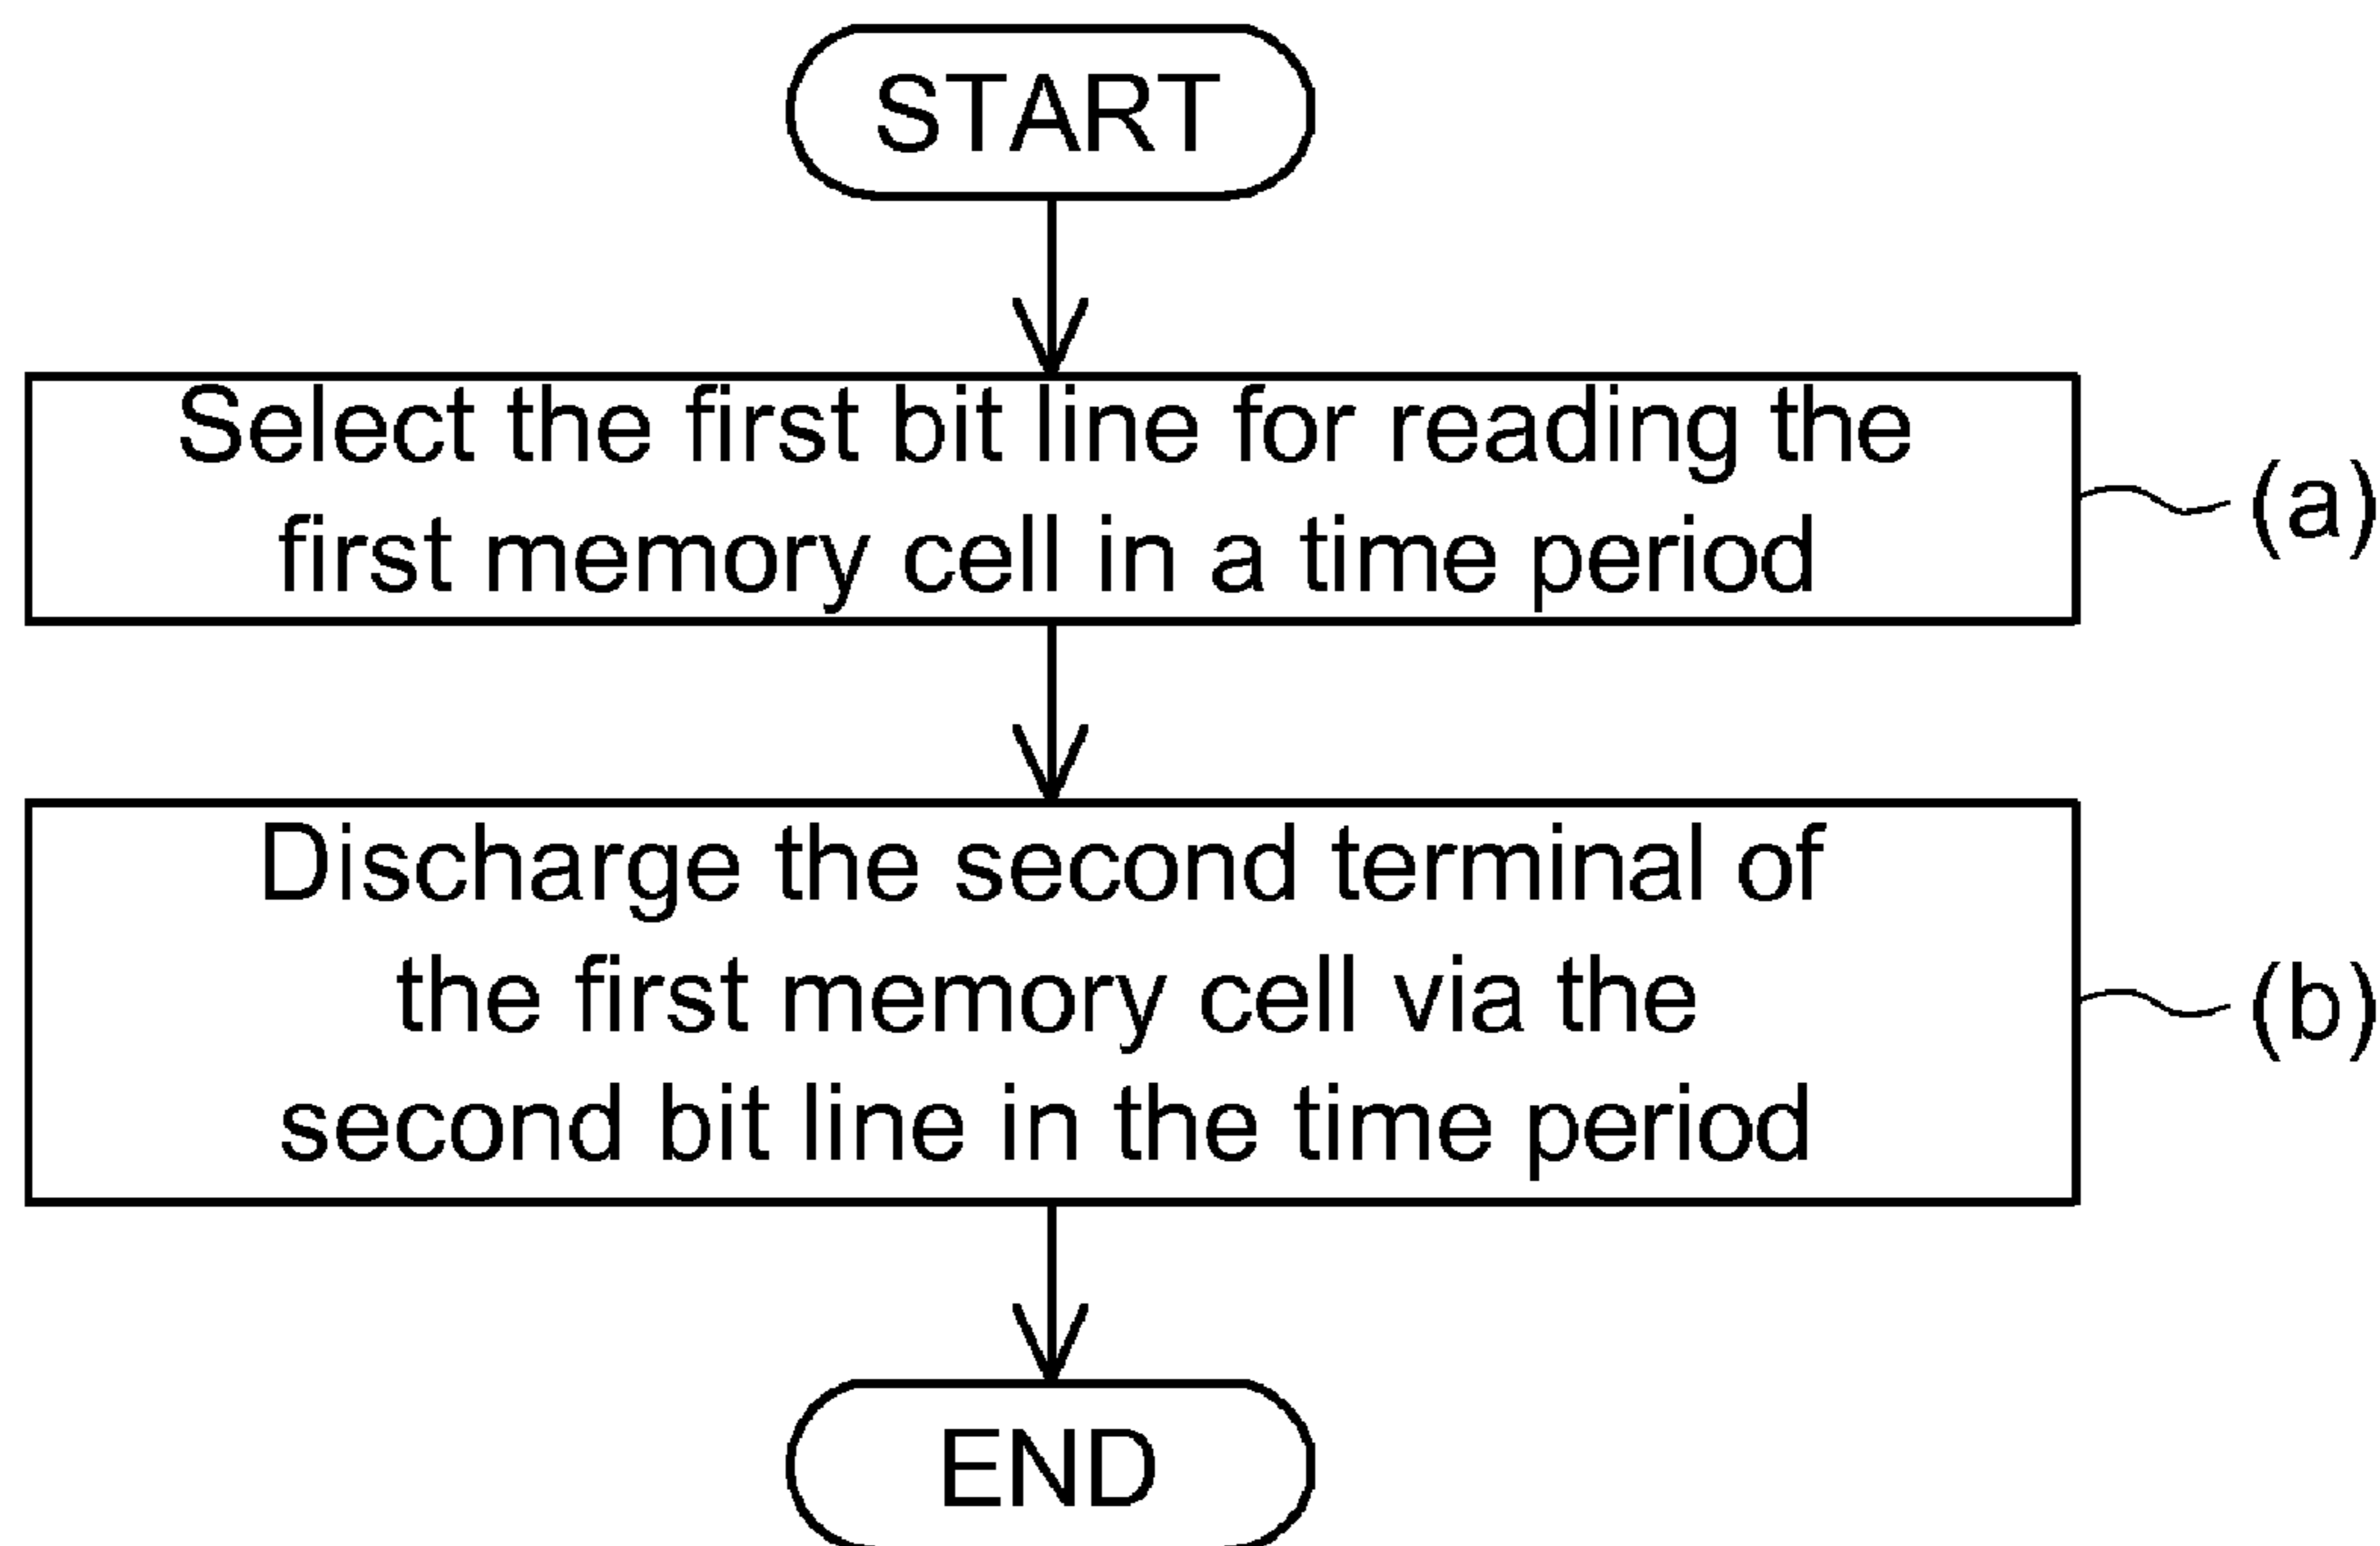 START
Select the first bit line for reading the
first memory cell in a time period
(a)
Discharge the second terminal of
the first memory cell via the
second bit line in the time period
(b)
END